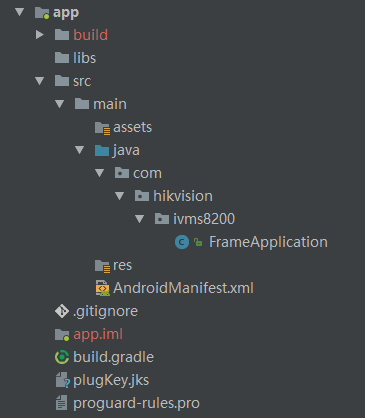 app
build
libs
src
main
assets
java
com
hikvision
ivms8200
FrameApplication
res
AndroidManifest.xml
.gitignore
app.iml
build.gradle
plugKey.jks
proguard-rules.pro